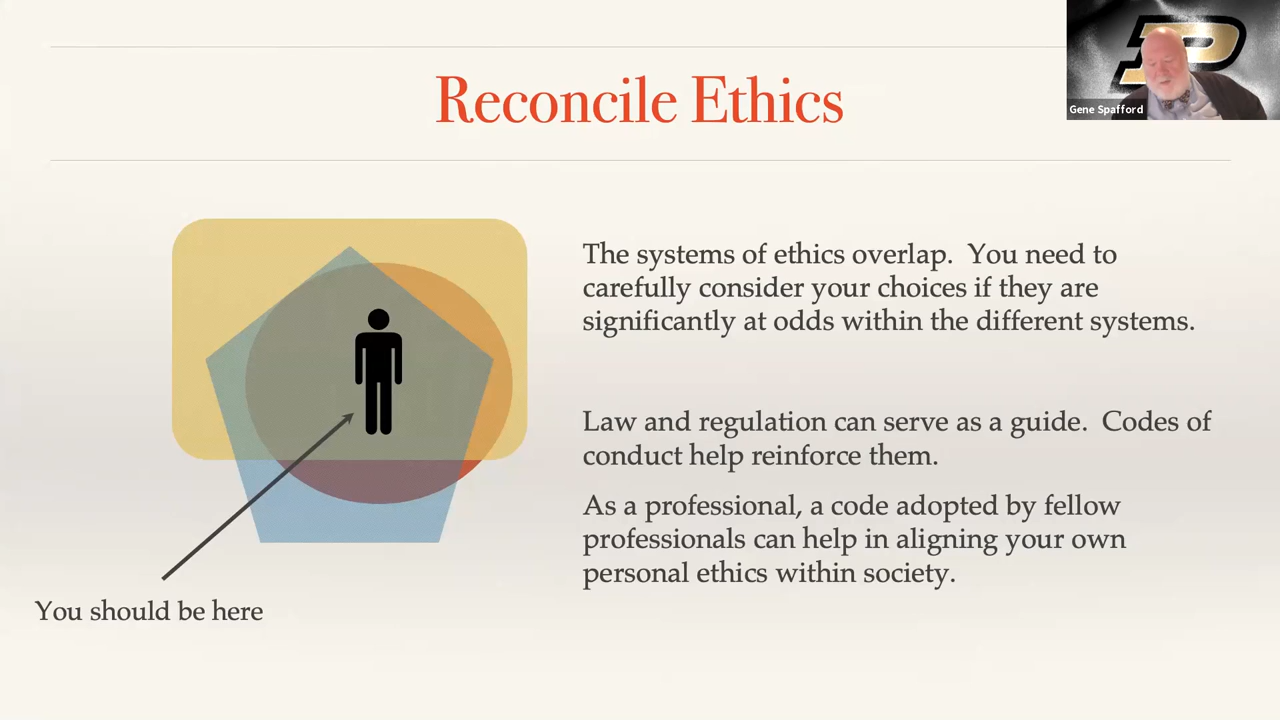 Reconcile Ethics
Gene Spafford
The systems of ethics overlap.  You need to
carefully consider your choices if they are
significantly at odds within the different systems.
Law and regulation can serve as a guide.  Codes of
conduct help reinforce them.
As a professional, a code adopted by fellow
professionals can help in aligning your own
personal ethics within society.
You should be here